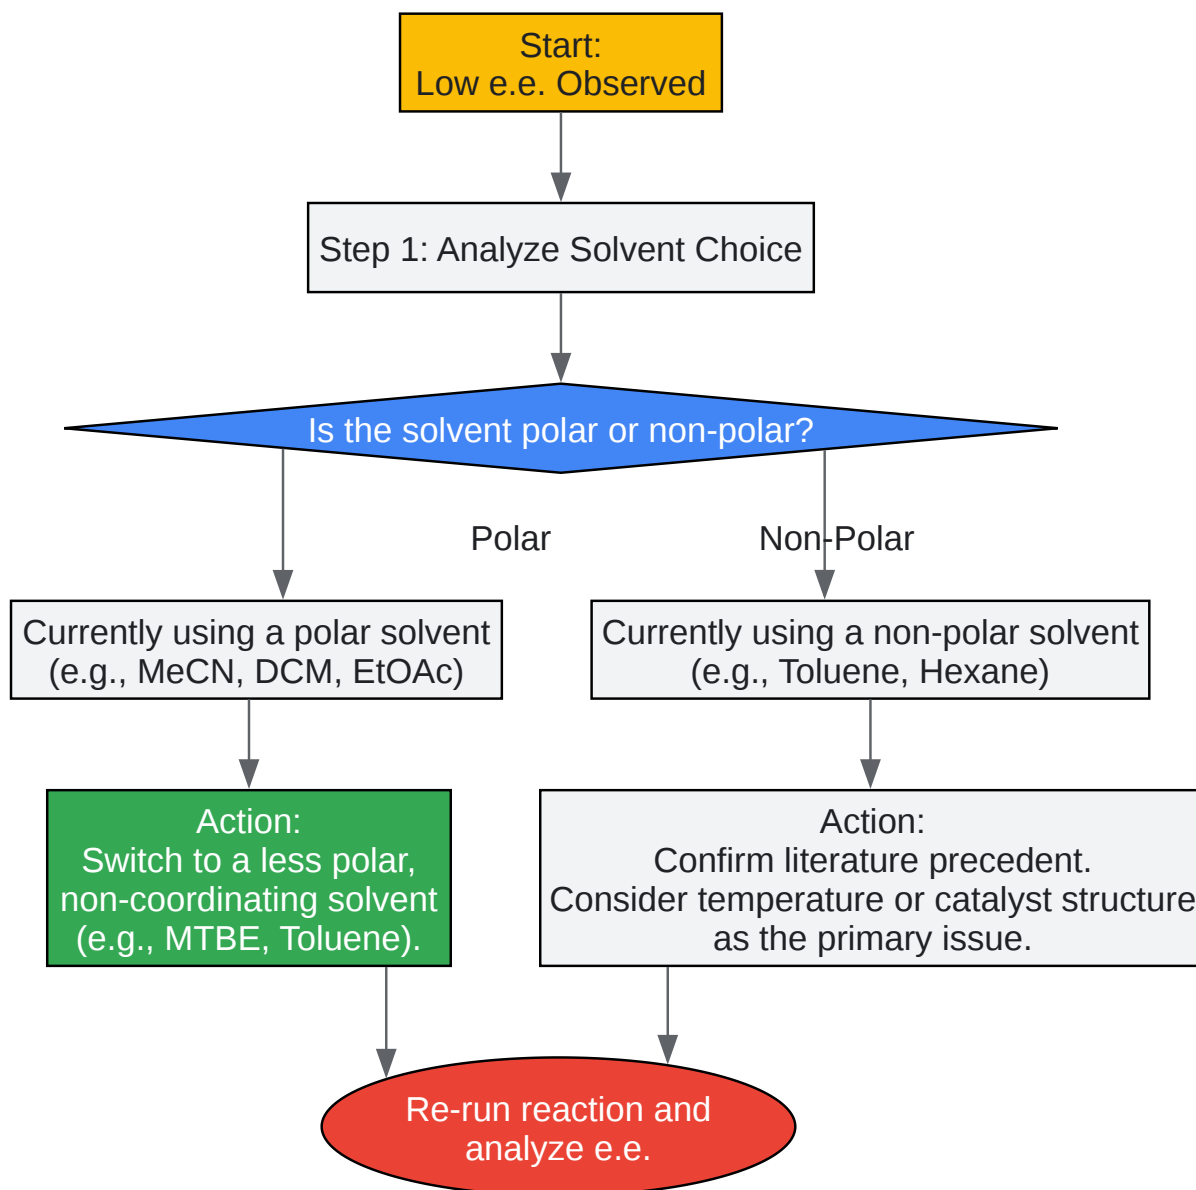 Start:
Low e.e. Observed
Step 1: Analyze Solvent Choice
Is the solvent polar or non-polar?
Polar
Non-Polar
Currently using a polar solvent
(e.g., MeCN, DCM, EtOAc)
Currently using a non-polar solvent
(e.g., Toluene, Hexane)
Action:
Switch to a less polar,
non-coordinating solvent
(e.g., MTBE, Toluene).
Action:
Confirm literature precedent.
Consider temperature or catalyst structure
as the primary issue.
Re-run reaction and
analyze e.e.